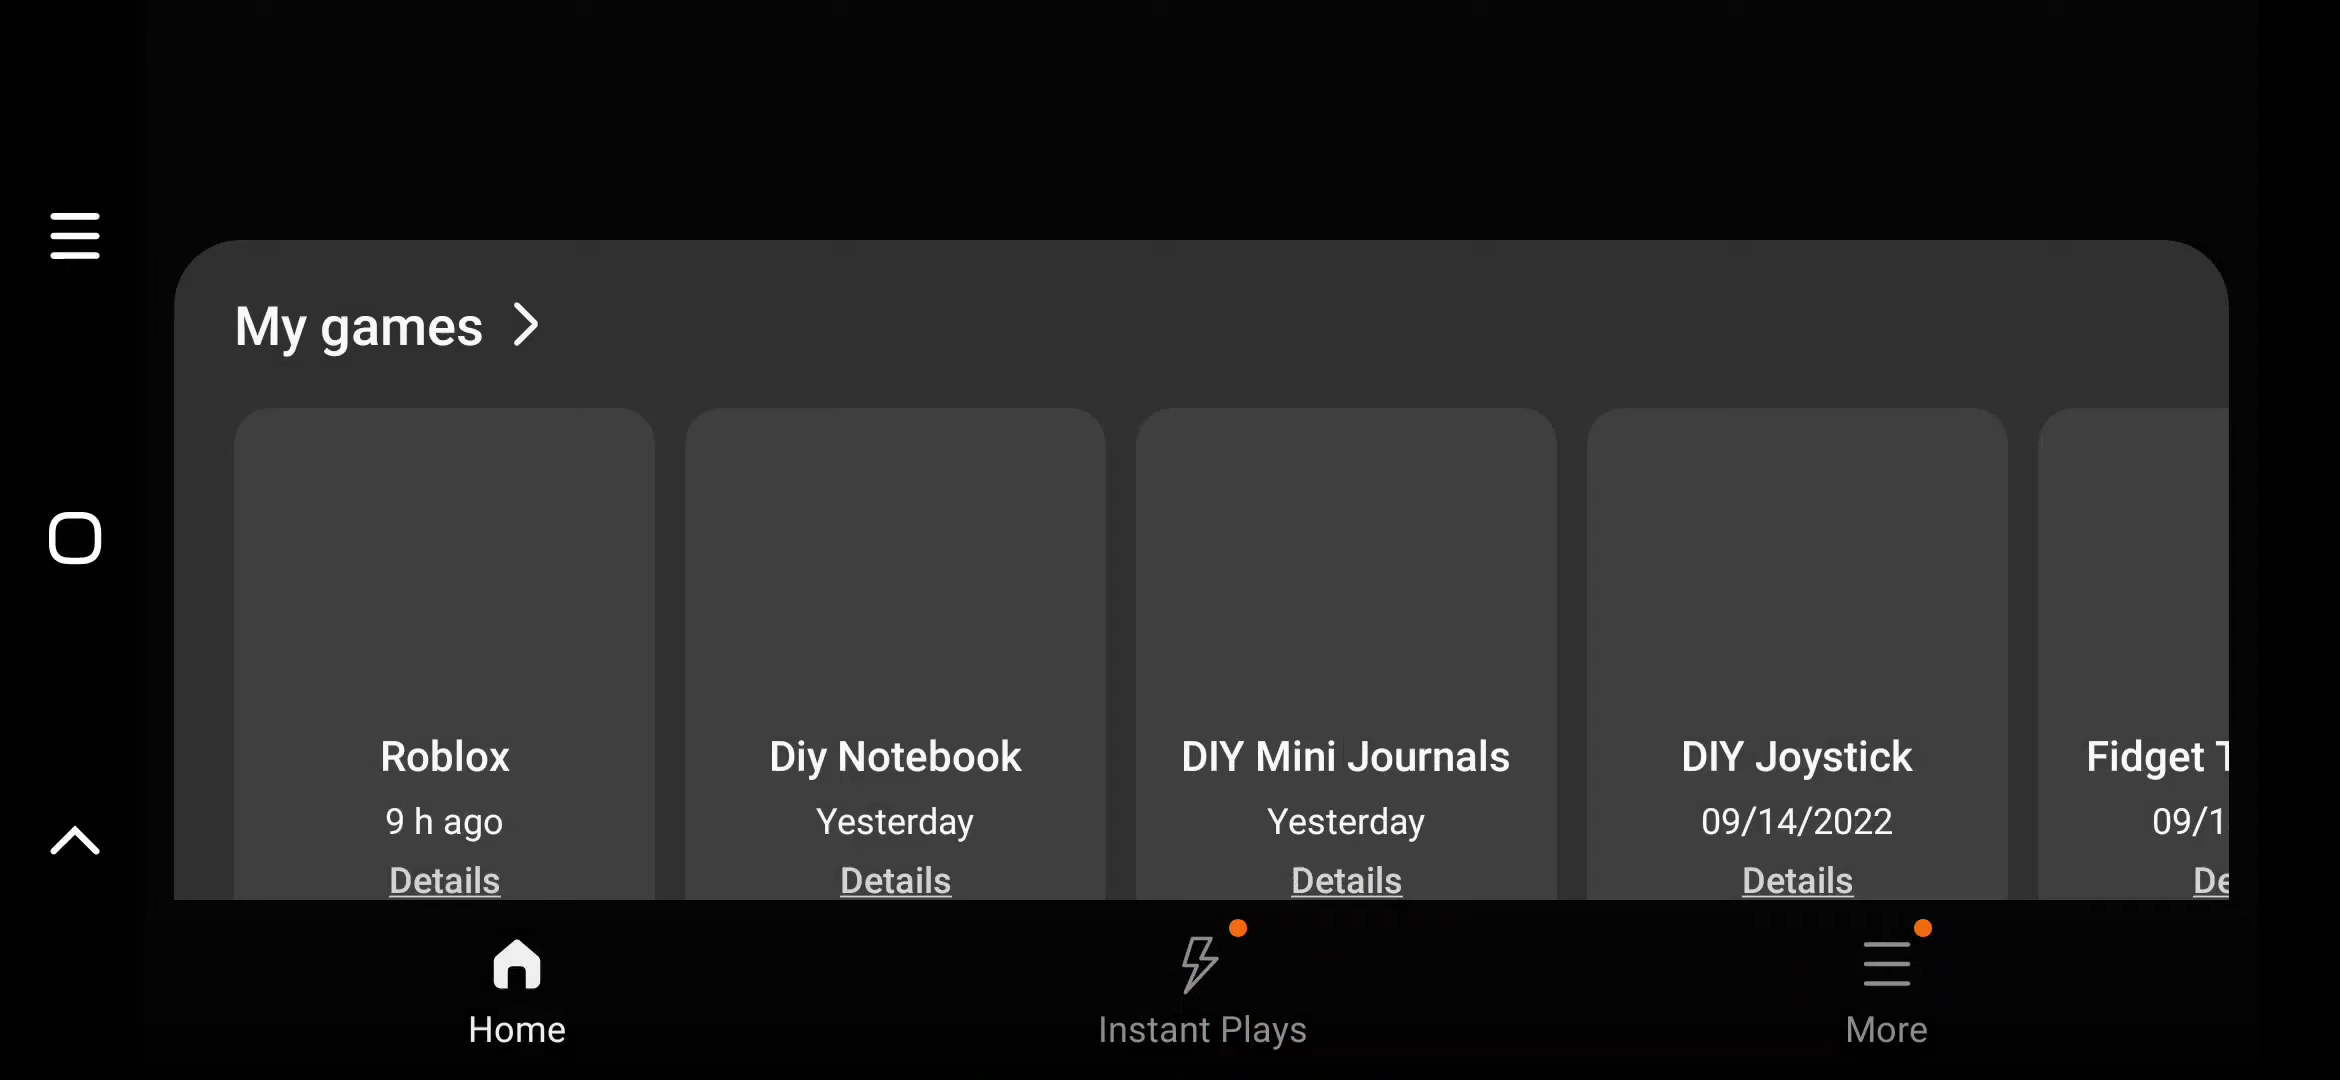 My games
Roblox
9 h ago
Details
Diy Notebook
Yesterday
Details
DIY Mini Journals
Yesterday
Details
DIY Joystick
09/14/2022
Details
Fidget
Home
Instant Plays
More